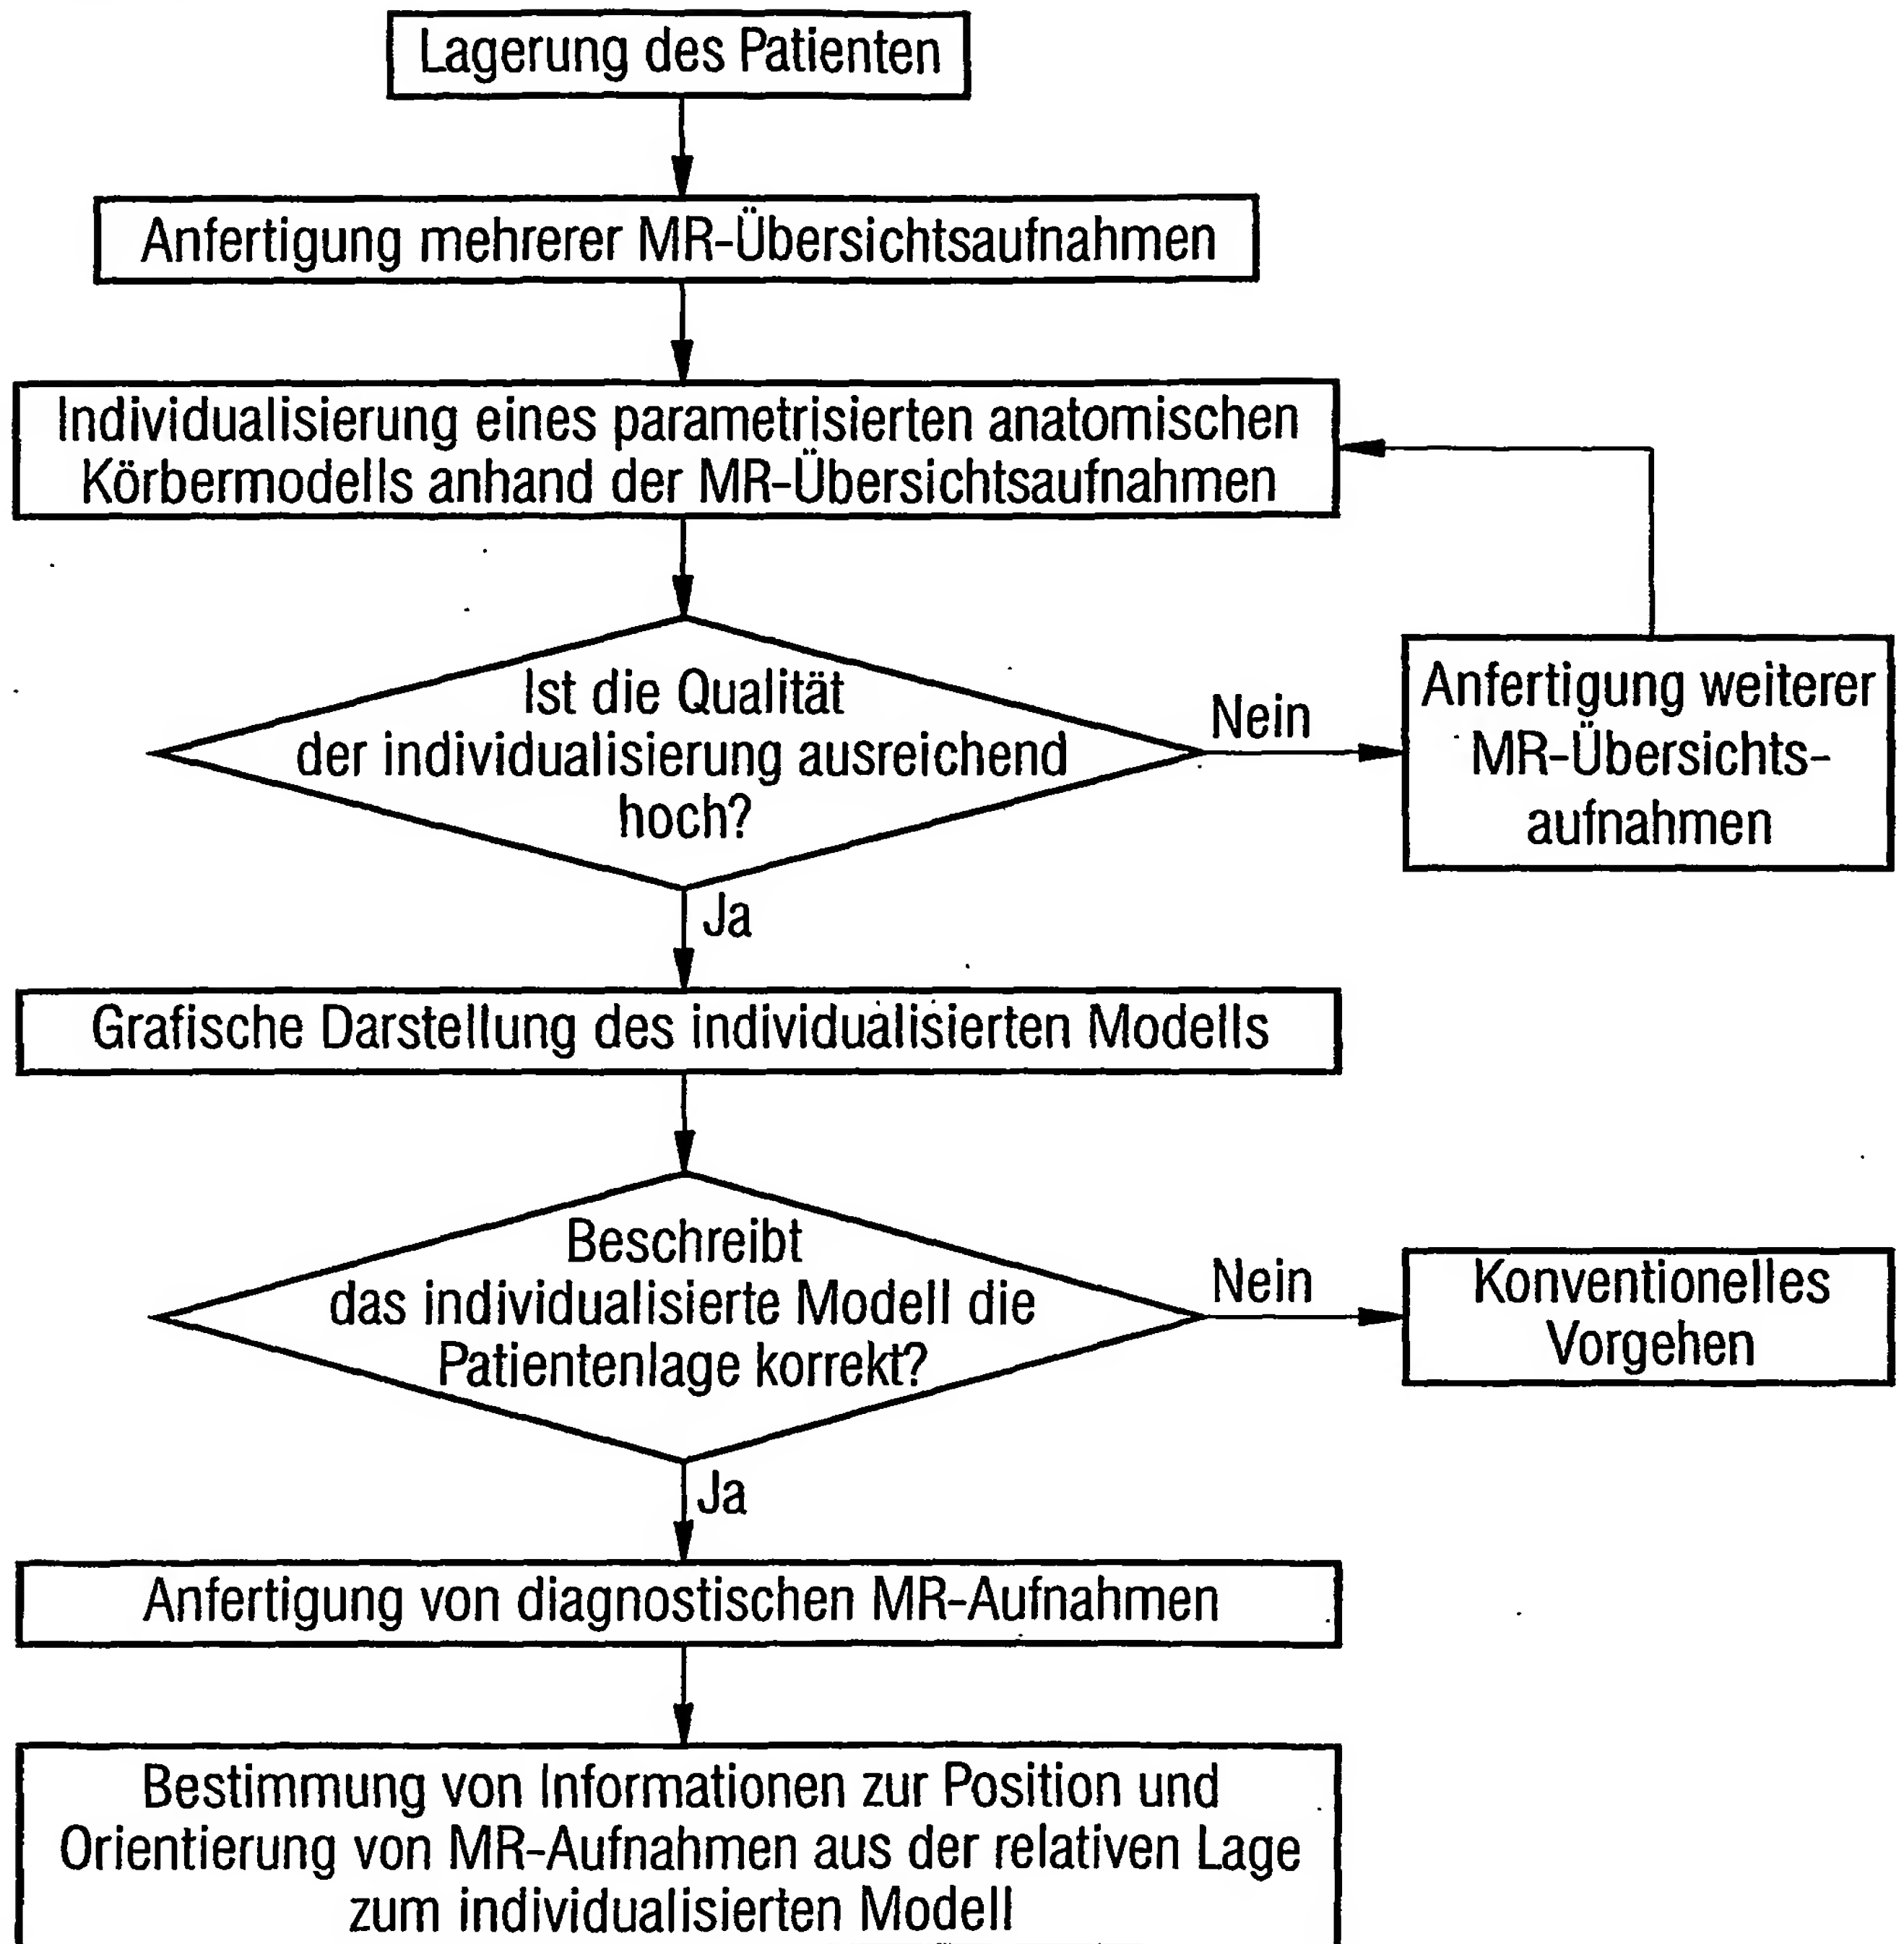 Lagerung des Patienten
Anfertigung mehrerer MR-Übersichtsaufnahmen
Individualisierung eines parametrisierten anatomischen
Körbermodells anhand der MR-Übersichtsaufnahmen
Ist die Qualität
der individualisierung ausreichend
hoch?
Nein
Anfertigung weiterer
MR-Übersichts-
aufnahmen
Ja
Grafische Darstellung des individualisierten Modells
Beschreibt
das individualisierte Modell die
Patientenlage korrekt?
Nein
Konventionelles
Vorgehen
Ja
Anfertigung von diagnostischen MR-Aufnahmen
Bestimmung von Informationen zur Position und
Orientierung von MR-Aufnahmen aus der relativen Lage
zum individualisierten Modell